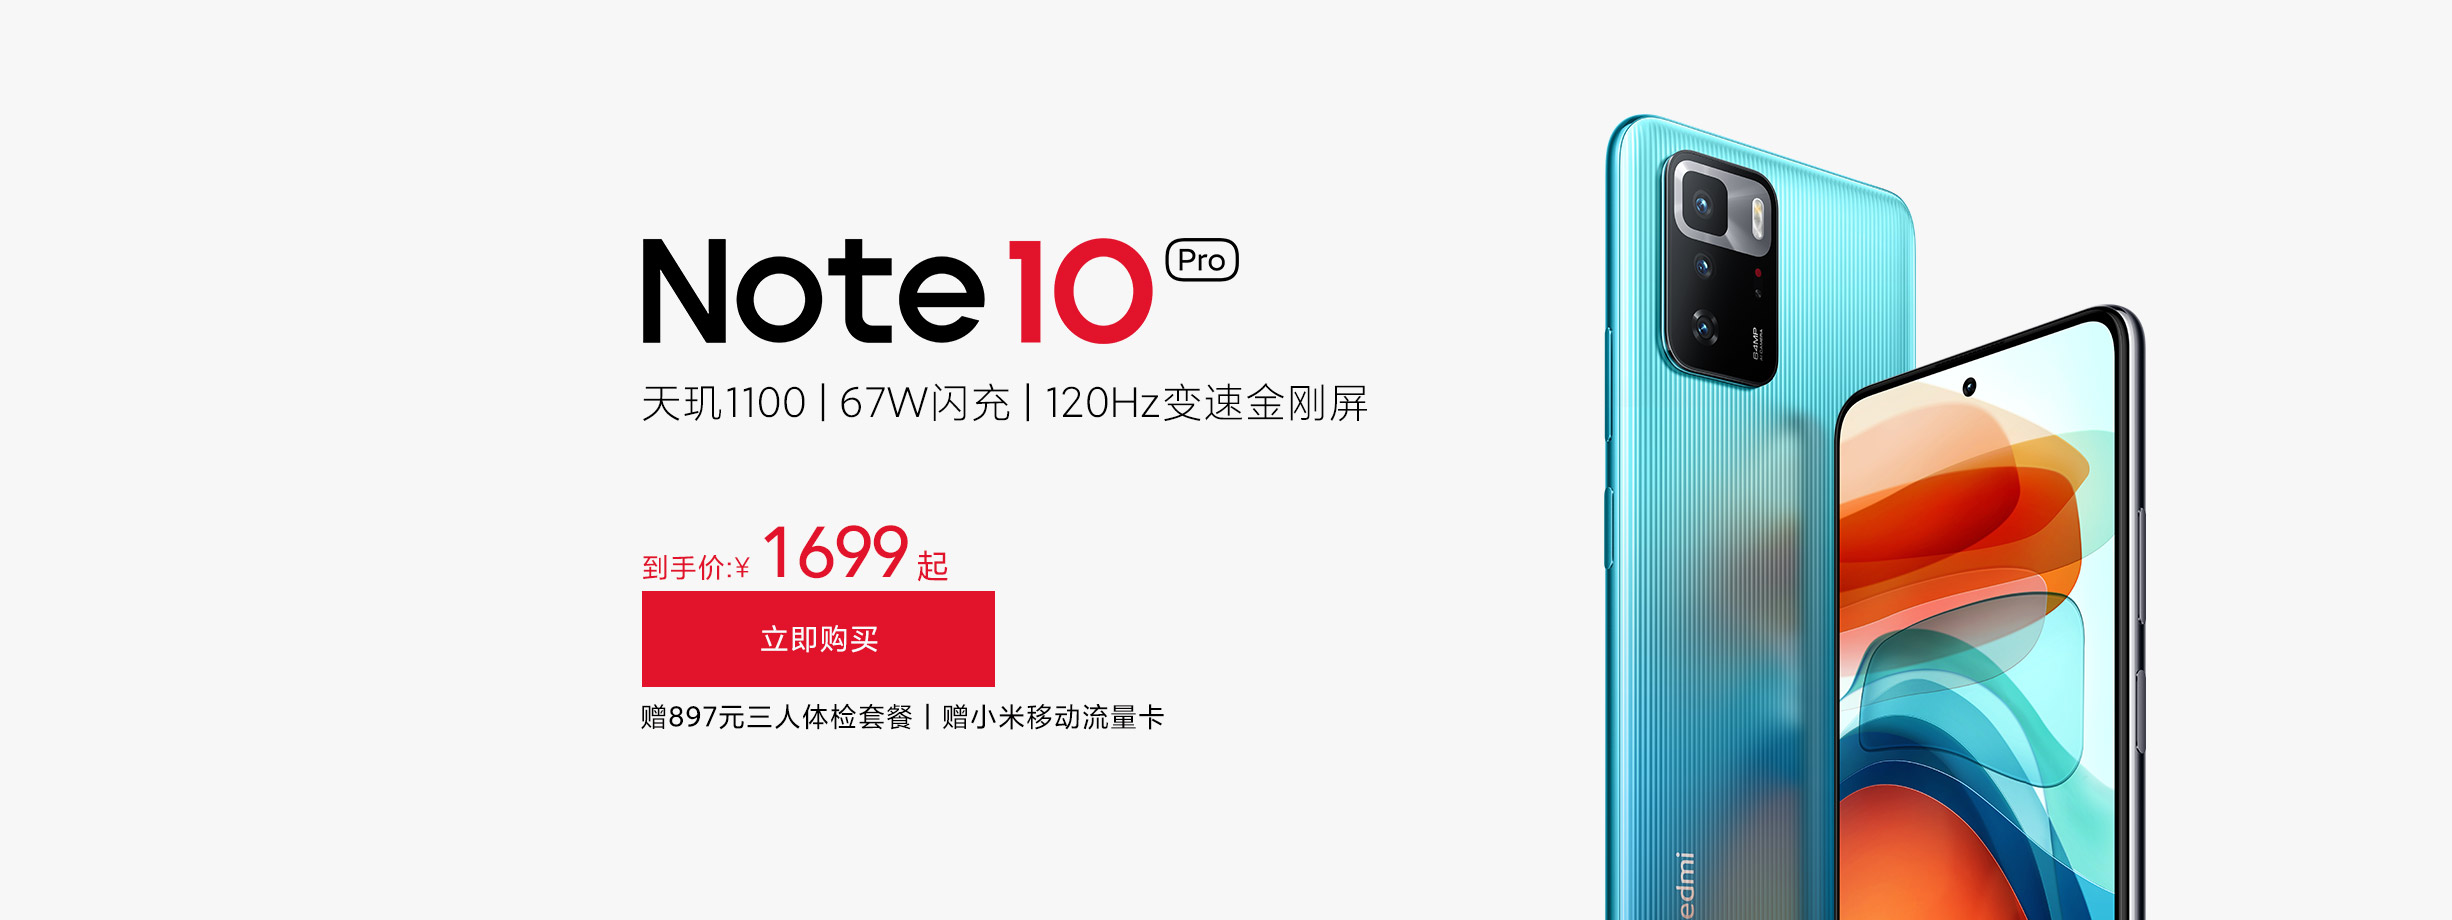 Note 10 Pro
天玑1100 | 67W闪充 | 120Hz变速金刚屏
到手价:¥ 1699 起
立即购买
赠897元三人体检套餐 | 赠小米移动流量卡
64MP
AI CAMERA
edmi